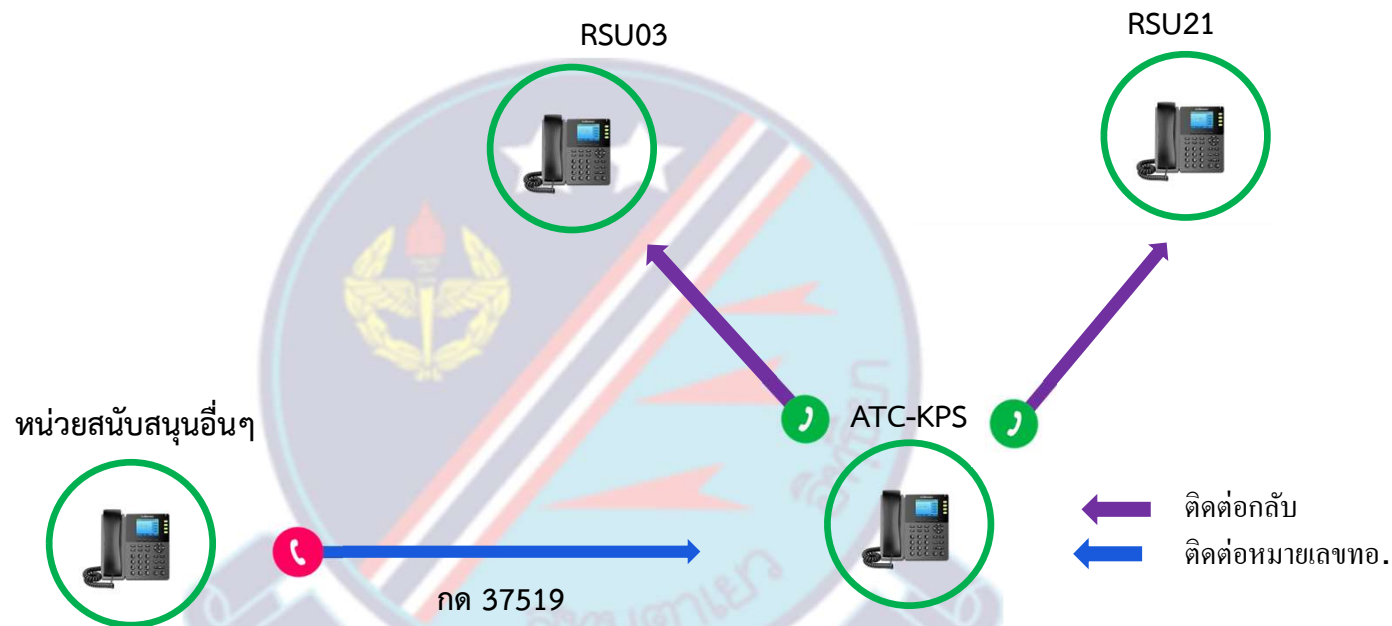 RSU03
RSU21
หน่วยสนับสนุนอื่นๆ
ATC-KPS
ติดต่อกลับ
ติดต่อหมายเลขทอ.
กด 37519